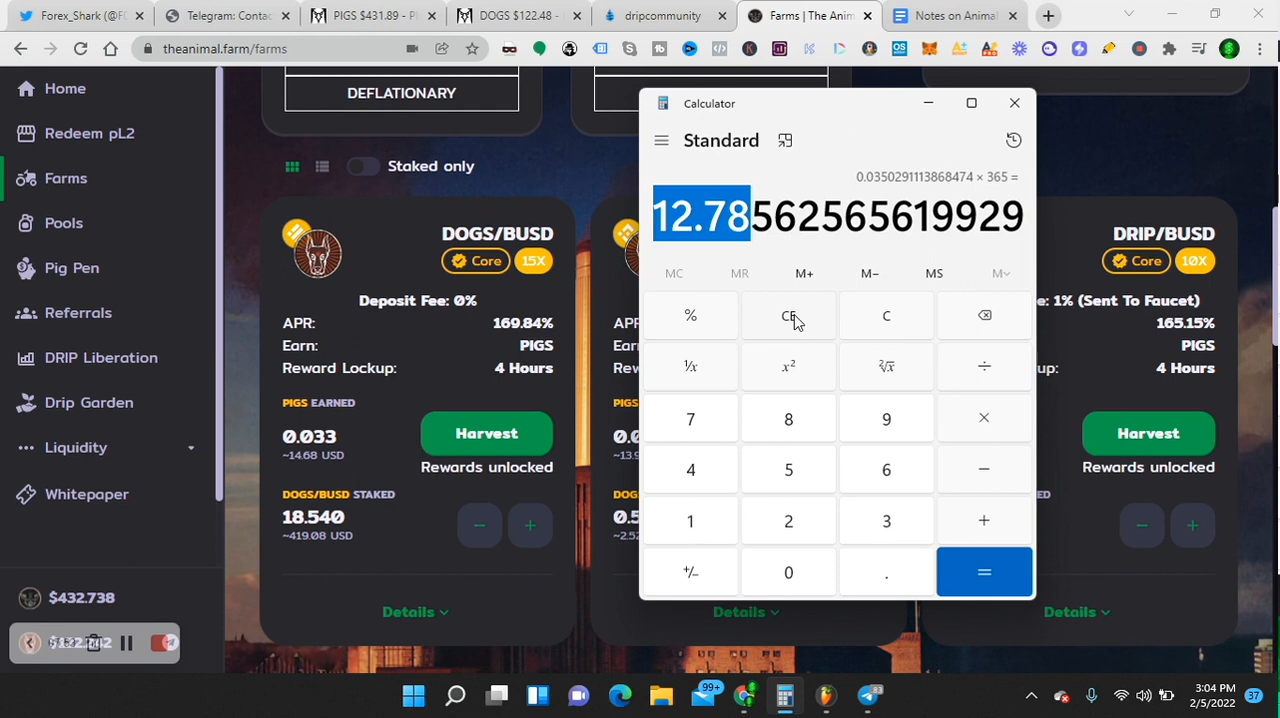 Forex_Shark (@FD
Telegram: Contac
PIGS $431.89 - P
DOGS $122.48 -
dripcommunity
Farms | The Anim
Notes on Animal
theanimal.farm/farms
Home
Redeem pL2
Farms
Pools
Pig Pen
Referrals
DRIP Liberation
Drip Garden
Liquidity
Whitepaper
$432.738
DEFLATIONARY
Staked only
DOGS/BUSD
Core
15X
Deposit Fee: 0%
APR:
169.84%
Earn:
PIGS
Reward Lockup:
4 Hours
PIGS EARNED
0.033
~14.68 USD
Harvest
Rewards unlocked
DOGS/BUSD STAKED
18.540
~419.08 USD
Details
Calculator
Standard
0.0350291113868474 × 365 =
12.78562565619929
MC
MR
M+
M−
MS
M
%
CE
C
¹/x
x²
²√x
÷
7
8
9
×
4
5
6
−
1
2
3
+
+/−
0
.
=
Details
DRIP/BUSD
Core
10X
e: 1% (Sent To Faucet)
165.15%
PIGS
4 Hours
Harvest
Rewards unlocked
Details
99+
83
3:04 PM
2/5/2022
37